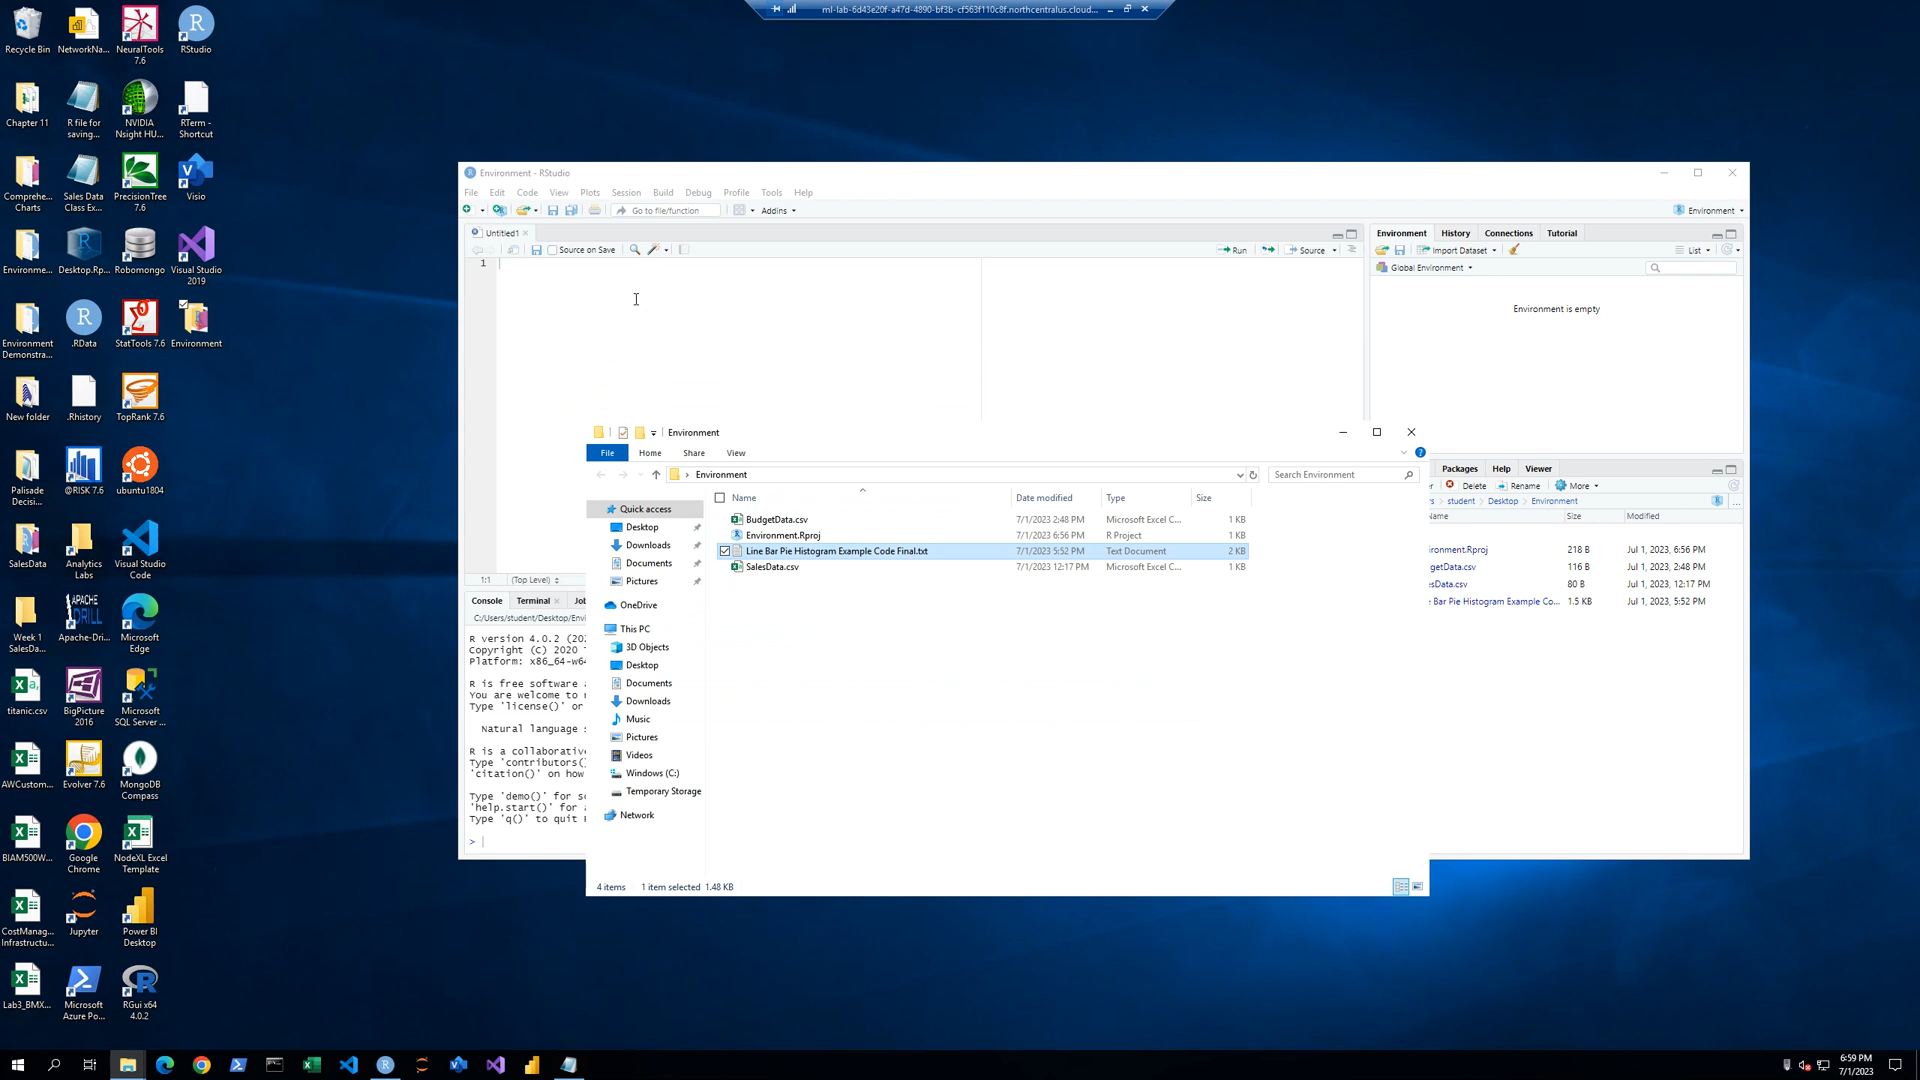 ml-lab-6d43e20f-a47d-4890-bf3b-cf563f110c8f.northcentralus.cloud...
Recycle Bin
NetworkNa...
NeuralTools
7.6
RStudio
Chapter 11
R file for
saving...
NVIDIA
Nsight HU...
RTerm -
Shortcut
Comprehe...
Charts
Sales Data
Class Ex...
PrecisionTree
7.6
Visio
Environme...
Desktop.Rp...
Robomongo
Visual Studio
2019
Environment
Demonstra...
.RData
StatTools 7.6
Environment
New folder
.Rhistory
TopRank 7.6
Palisade
Decisi...
@RISK 7.6
ubuntu1804
SalesData
Analytics
Labs
Visual Studio
Code
Week 1
SalesDa...
Apache-Dri...
Microsoft
Edge
titanic.csv
BigPicture
2016
Microsoft
SQL Server ...
AWCustom...
Evolver 7.6
MongoDB
Compass
BIAM500W...
Google
Chrome
NodeXL Excel
Template
CostManag...
Infrastructu...
Jupyter
Power BI
Desktop
Lab3_BMX...
Microsoft
Azure Po...
RGui x64
4.0.2
Environment - RStudio
File Edit Code View Plots Session Build Debug Profile Tools Help
Go to file/function
Addins
Environment
Untitled1
Source on Save
Run
Source
1
1:1
(Top Level)
Console Terminal Jol
C:/Users/student/Desktop/Envi
R version 4.0.2 (202
Copyright (C) 2020 T
Platform: x86_64-w64
R is free software a
You are welcome to r
Type 'license()' or
Natural language s
R is a collaborative
Type 'contributors()
'citation()' on how
Type 'demo()' for so
'help.start()' for a
Type 'q()' to quit R
>
Environment History Connections Tutorial
Import Dataset
List
Global Environment
Environment is empty
Packages Help Viewer
Delete Rename More
student Desktop Environment
Name Size Modified
ironment.Rproj 218 B Jul 1, 2023, 6:56 PM
getData.csv 116 B Jul 1, 2023, 2:48 PM
sData.csv 80 B Jul 1, 2023, 12:17 PM
Bar Pie Histogram Example Co... 1.5 KB Jul 1, 2023, 5:52 PM
Environment
File Home Share View
Environment
Search Environment
Name Date modified Type Size
BudgetData.csv 7/1/2023 2:48 PM Microsoft Excel C... 1 KB
Environment.Rproj 7/1/2023 6:56 PM R Project 1 KB
Line Bar Pie Histogram Example Code Final.txt 7/1/2023 5:52 PM Text Document 2 KB
SalesData.csv 7/1/2023 12:17 PM Microsoft Excel C... 1 KB
Quick access
Desktop
Downloads
Documents
Pictures
OneDrive
This PC
3D Objects
Desktop
Documents
Downloads
Music
Pictures
Videos
Windows (C:)
Temporary Storage
Network
4 items 1 item selected 1.48 KB
6:59 PM
7/1/2023